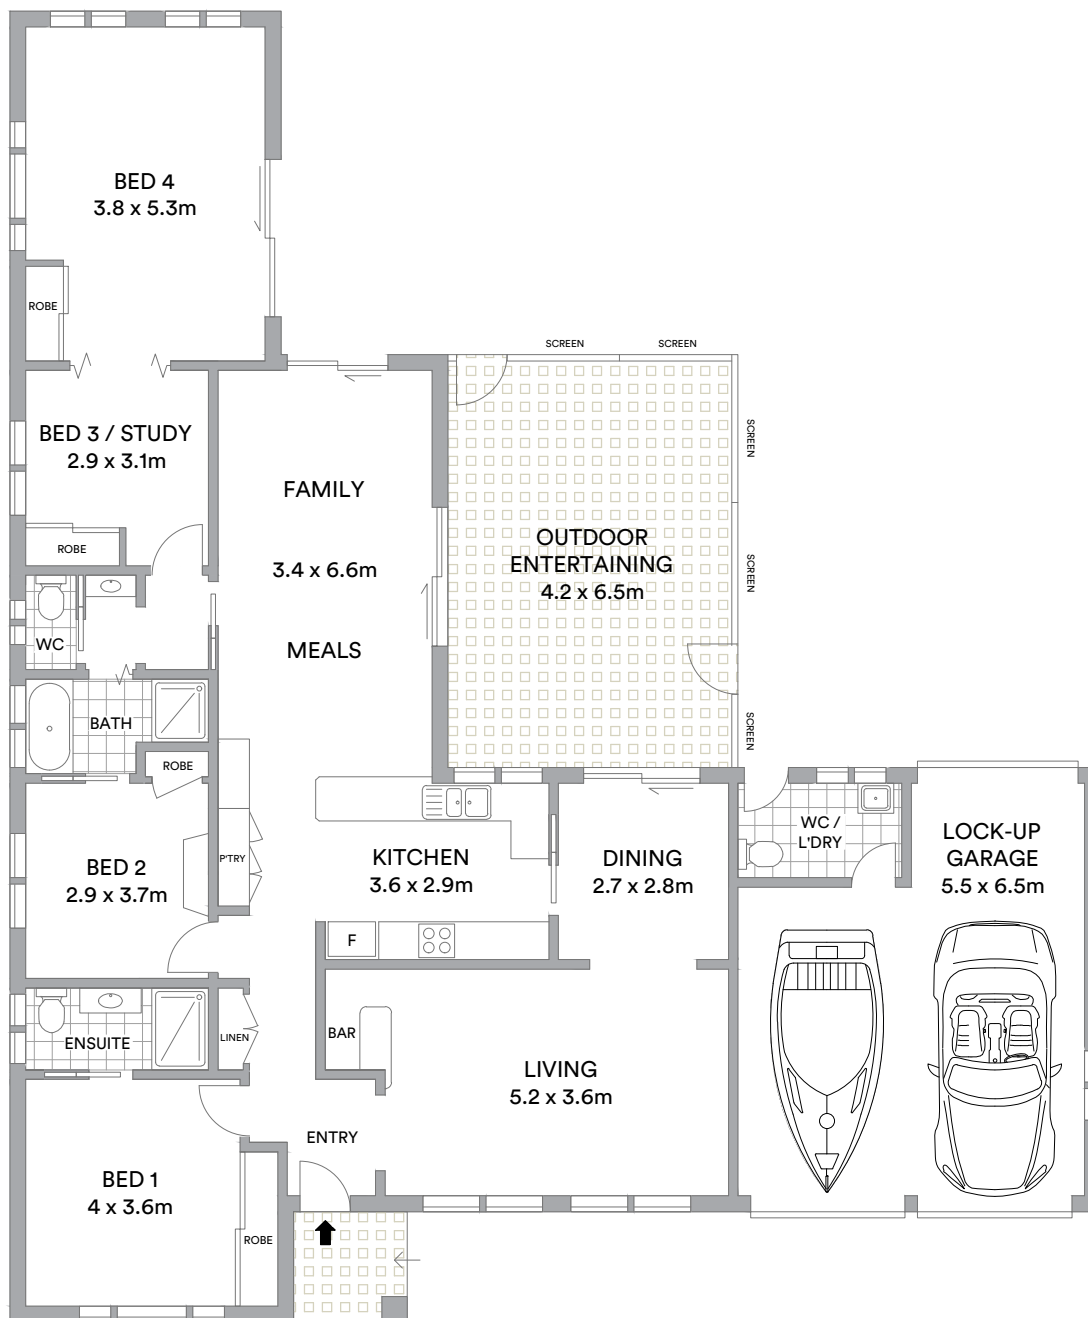 BED 4
3.8 x 5.3m
ROBE
SCREEN
SCREEN
BED 3 / STUDY
2.9 x 3.1m
SCREEN
FAMILY
OUTDOOR
ENTERTAINING
4.2 x 6.5m
ROBE
3.4 x 6.6m
SCREEN
WC
MEALS
BATH
SCREEN
ROBE
WC /
L'DRY
LOCK-UP
GARAGE
5.5 x 6.5m
BED 2
2.9 x 3.7m
P'TRY
KITCHEN
3.6 x 2.9m
DINING
2.7 x 2.8m
F
ENSUITE
LINEN
BAR
LIVING
5.2 x 3.6m
ENTRY
BED 1
4 x 3.6m
ROBE